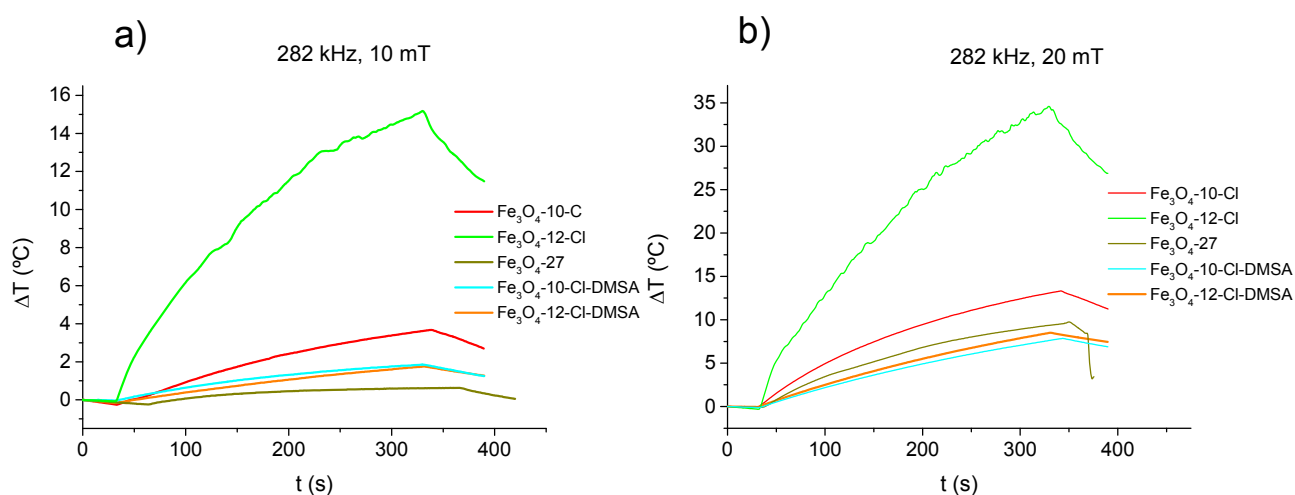 a)
282 kHz, 10 mT
16
14
12
10
8
6
4
2
0
ΔT (ºC)
0 100 200 300 400
t (s)
Fe₃O₄-10-C
Fe₃O₄-12-Cl
Fe₃O₄-27
Fe₃O₄-10-Cl-DMSA
Fe₃O₄-12-Cl-DMSA
b)
282 kHz, 20 mT
35
30
25
20
15
10
5
0
ΔT (ºC)
0 100 200 300 400
t (s)
Fe₃O₄-10-Cl
Fe₃O₄-12-Cl
Fe₃O₄-27
Fe₃O₄-10-Cl-DMSA
Fe₃O₄-12-Cl-DMSA